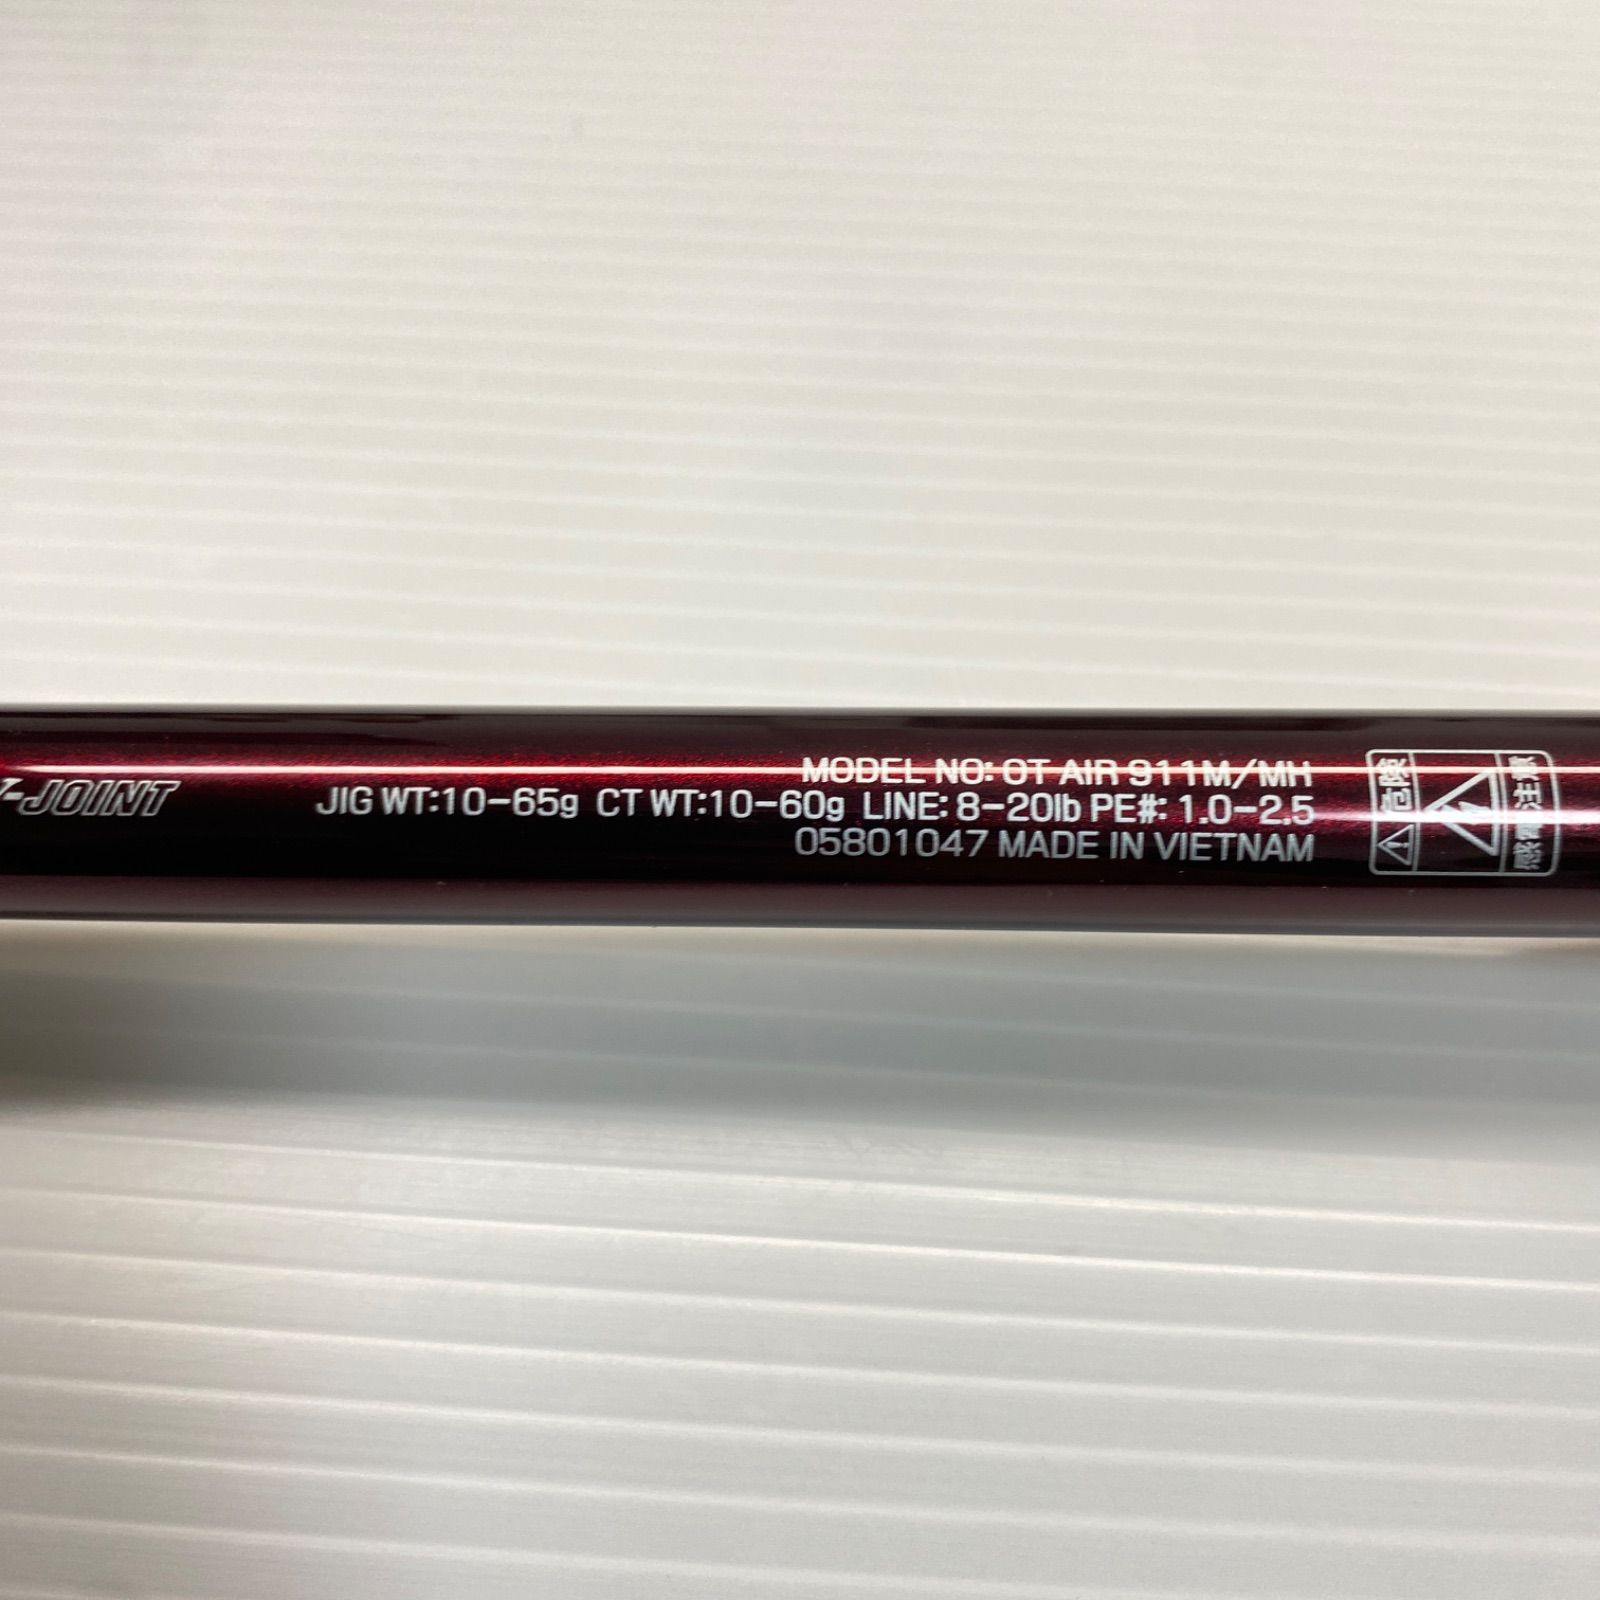 V-JOINT
MODEL NO: OT AIR 911M/MH
JIG WT:10-65g CT WT:10-60g LINE: 8-20lb PE#: 1.0-2.5
05801047 MADE IN VIETNAM
危険
感電注意